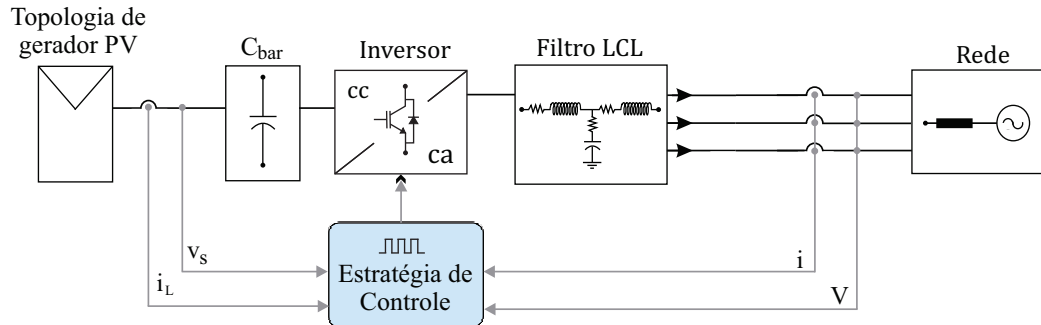 Topologia de
gerador PV
C_bar
Inversor
Filtro LCL
Rede
cc
ca
v_s
i_L
Estratégia de
Controle
i
V